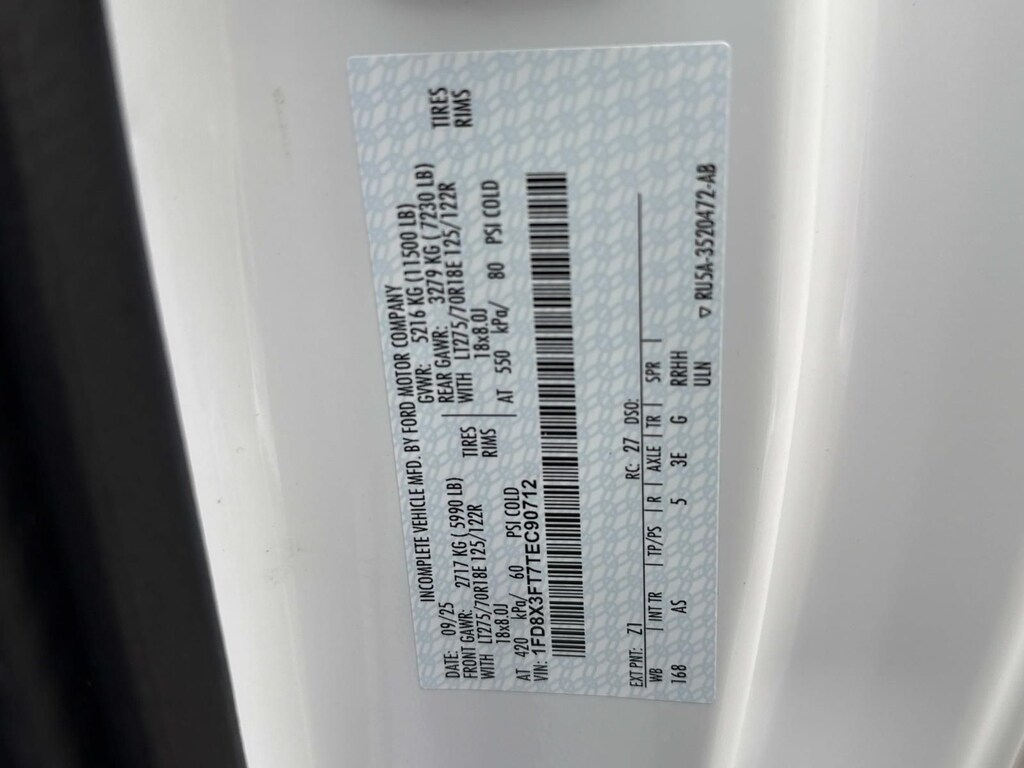 INCOMPLETE VEHICLE MFD. BY FORD MOTOR COMPANY
DATE: 09/25 GVWR: 5216 KG (11500 LB)
FRONT GAWR: 2717 KG (5990 LB) REAR GAWR: 3279 KG (7230 LB)
WITH LT275/70R18E 125/122R TIRES WITH LT275/70R18E 125/122R TIRES
18x8.0J RIMS 18x8.0J RIMS
AT 420 kPa/ 60 PSI COLD AT 550 kPa/ 80 PSI COLD
VIN: 1FD8X3FT7TEC90712
EXT PNT: Z1 RC: 27 DSO:
WB INT TR TP/PS R AXLE TR SPR
168 AS 5 3E G RRHH
ULN
▽ RU5A-3520472-AB